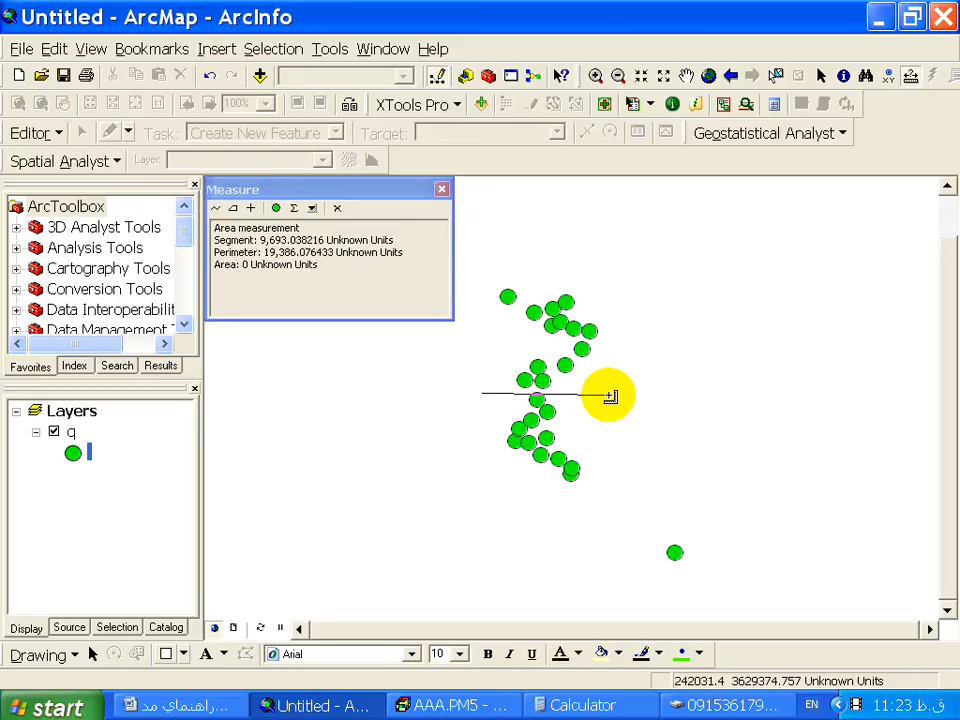 Untitled - ArcMap - ArcInfo
File Edit View Bookmarks Insert Selection Tools Window Help
100% XTools Pro
Editor Task: Create New Feature Target: Geostatistical Analyst
Spatial Analyst Layer:
ArcToolbox
3D Analyst Tools
Analysis Tools
Cartography Tools
Conversion Tools
Data Interoperabilit
Data Management T
Favorites Index Search Results
Measure
Area measurement
Segment: 9,693.038216 Unknown Units
Perimeter: 19,386.076433 Unknown Units
Area: 0 Unknown Units
Layers
q
Display Source Selection Catalog
Drawing A Arial 10 B I U A
242031.4 3629374.757 Unknown Units
start راهنماي مد... Untitled - A... AAA.PM5 - ... Calculator 091536179... EN 11:23 ق.ظ